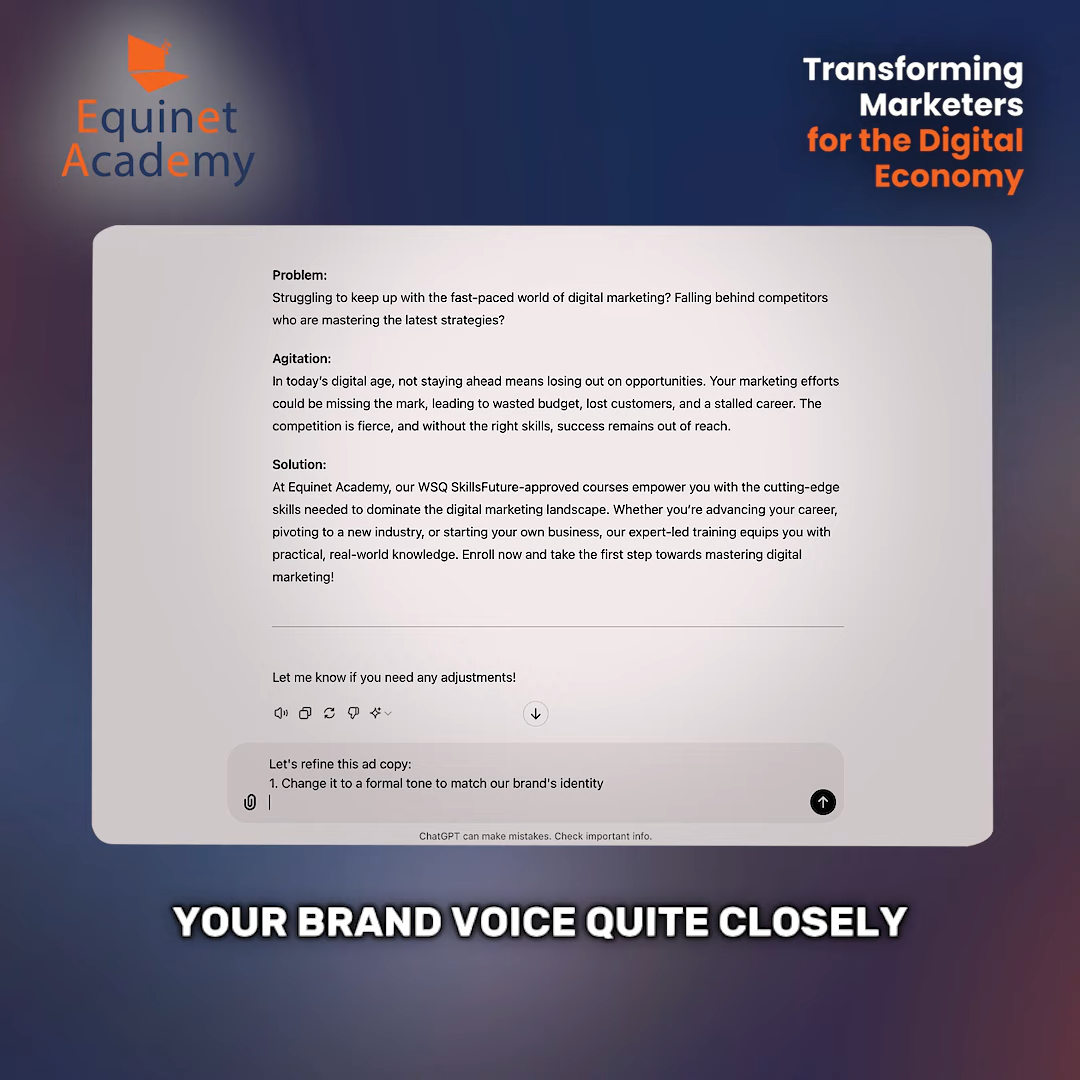 Equinet
Academy
Transforming
Marketers
for the Digital
Economy
Problem:
Struggling to keep up with the fast-paced world of digital marketing? Falling behind competitors
who are mastering the latest strategies?
Agitation:
In today's digital age, not staying ahead means losing out on opportunities. Your marketing efforts
could be missing the mark, leading to wasted budget, lost customers, and a stalled career. The
competition is fierce, and without the right skills, success remains out of reach.
Solution:
At Equinet Academy, our WSQ SkillsFuture-approved courses empower you with the cutting-edge
skills needed to dominate the digital marketing landscape. Whether you're advancing your career,
pivoting to a new industry, or starting your own business, our expert-led training equips you with
practical, real-world knowledge. Enroll now and take the first step towards mastering digital
marketing!
Let me know if you need any adjustments!
Let's refine this ad copy:
1. Change it to a formal tone to match our brand's identity
ChatGPT can make mistakes. Check important info.
YOUR BRAND VOICE QUITE CLOSELY